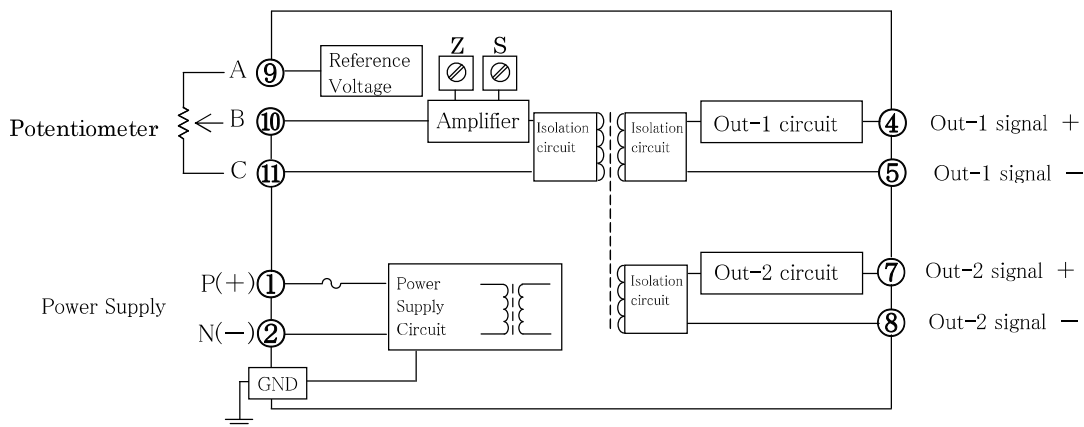 Z S
A ⑨ Reference
Voltage
Potentiometer
B ⑩ Amplifier
C ⑪
Isolation
circuit
Isolation
circuit
Out-1 circuit ④ Out-1 signal +
⑤ Out-1 signal −
Power Supply
P(+) ①
N(−) ②
Power
Supply
Circuit
GND
Isolation
circuit
Out-2 circuit ⑦ Out-2 signal +
⑧ Out-2 signal −